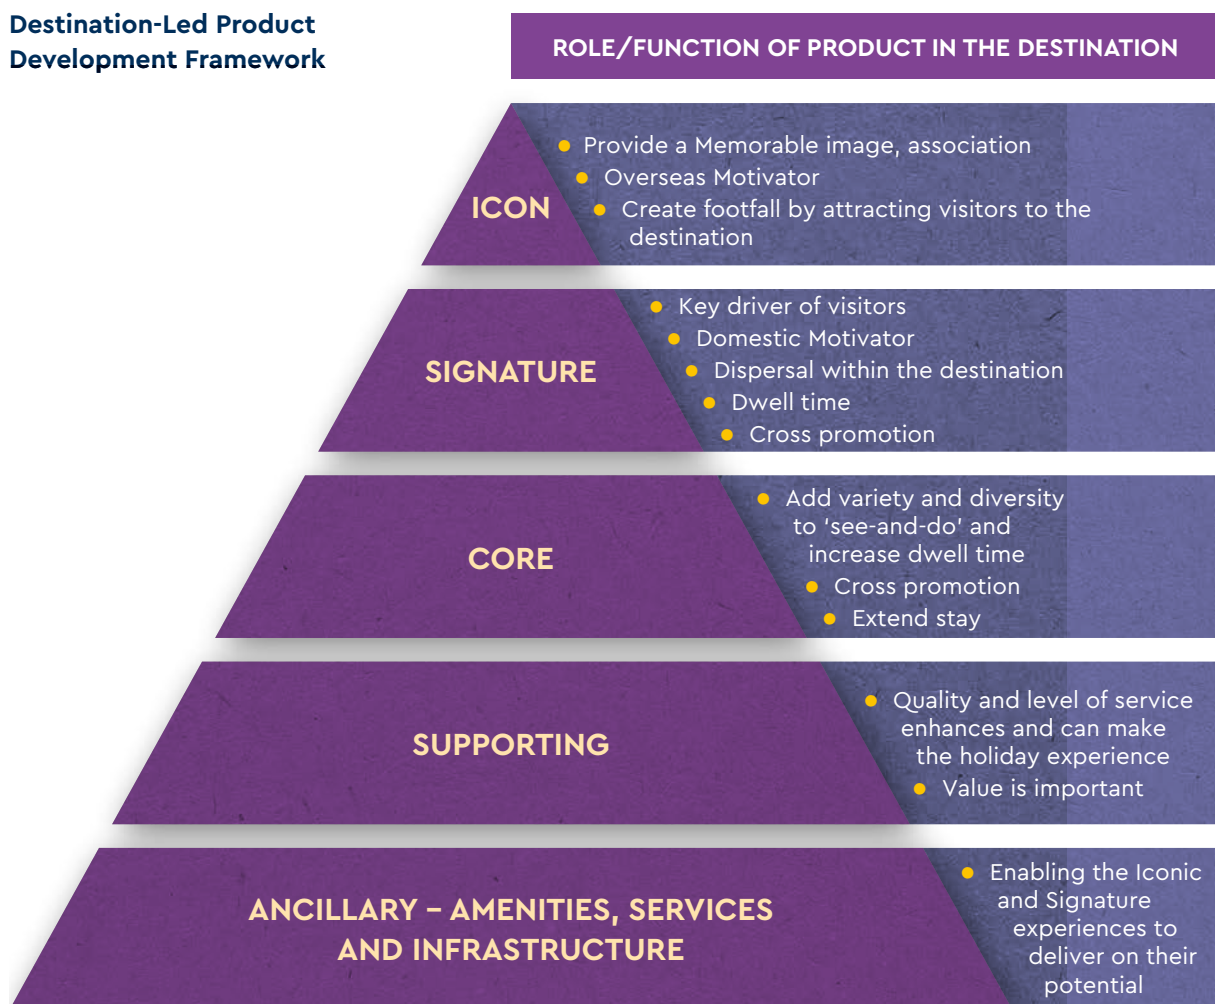 Destination-Led Product
Development Framework
ROLE/FUNCTION OF PRODUCT IN THE DESTINATION
ICON
● Provide a Memorable image, association
● Overseas Motivator
● Create footfall by attracting visitors to the
destination
SIGNATURE
● Key driver of visitors
● Domestic Motivator
● Dispersal within the destination
● Dwell time
● Cross promotion
CORE
● Add variety and diversity
to ‘see-and-do’ and
increase dwell time
● Cross promotion
● Extend stay
SUPPORTING
● Quality and level of service
enhances and can make
the holiday experience
● Value is important
ANCILLARY – AMENITIES, SERVICES
AND INFRASTRUCTURE
● Enabling the Iconic
and Signature
experiences to
deliver on their
potential